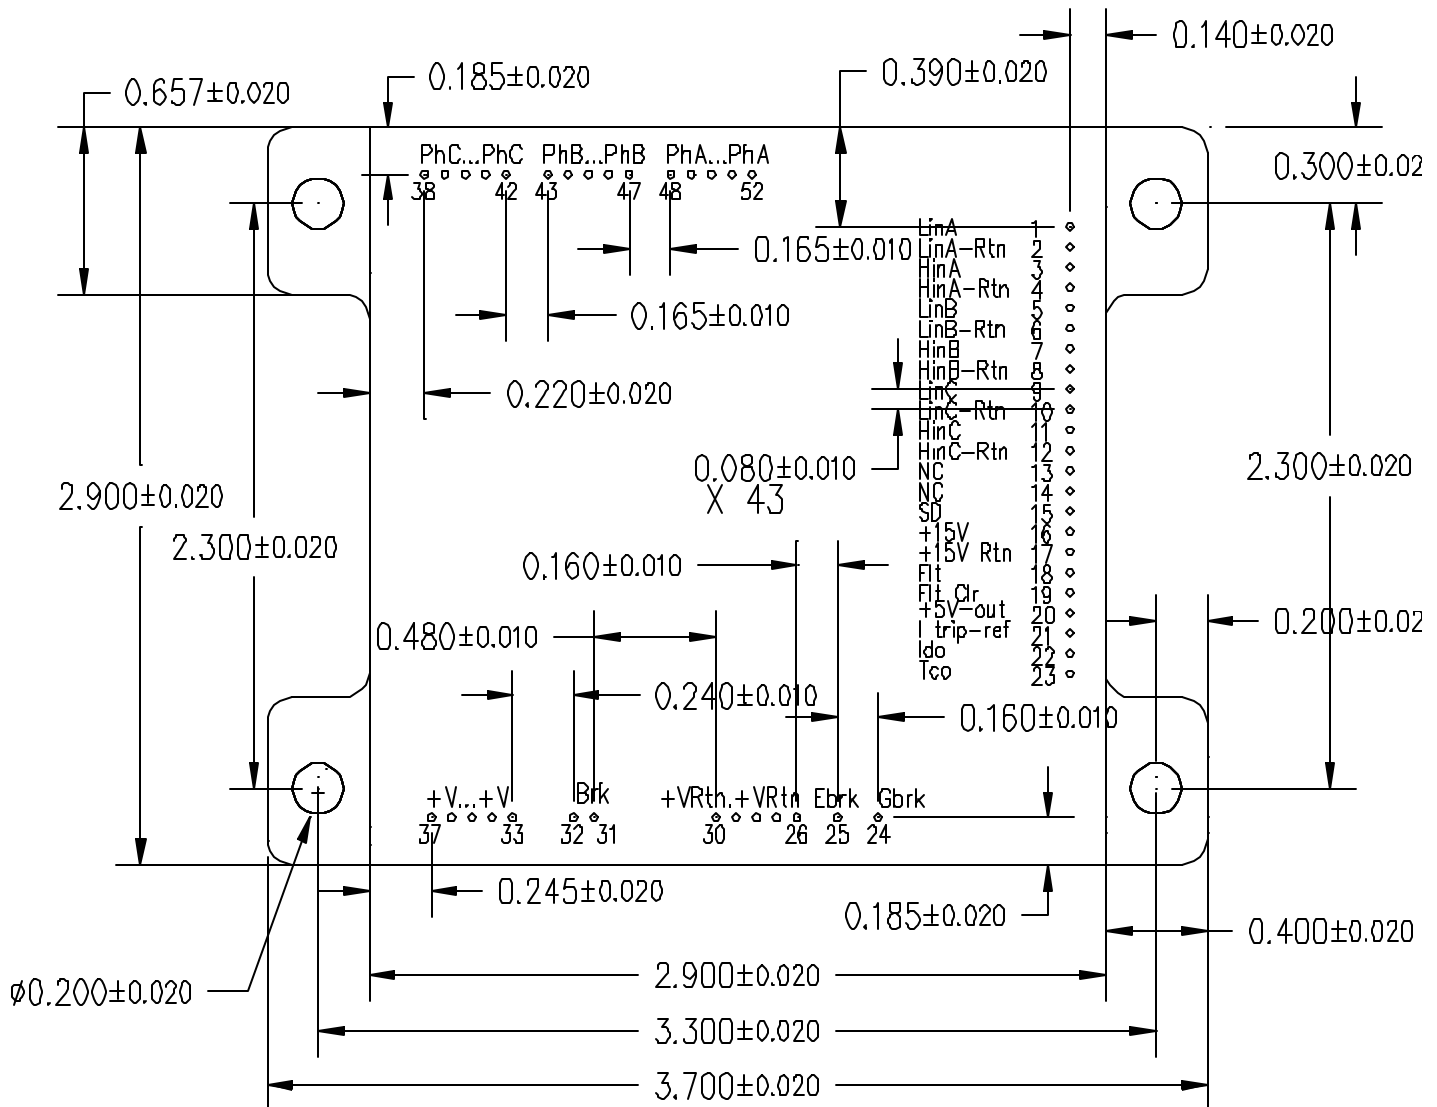 0.140±0.020
0.185±0.020
0.390±0.020
0.657±0.020
PhC...PhC PhB...PhB PhA...PhA
0.300±0.02
38 42 43 47 48 52
LinA 1
0.165±0.010
LinA-Rtn 2
HinA 3
HinA-Rtn 4
LinB 5
0.165±0.010
LinB-Rtn 6
HinB 7
HinB-Rtn 8
LinC 9
0.220±0.020
LinC-Rtn 10
HinC 11
HinC-Rtn 12
0.080±0.010
X 43
2.300±0.020
NC 13
NC 14
2.900±0.020
SD 15
+15V 16
2.300±0.020
+15V Rtn 17
0.160±0.010
Flt 18
Flt Clr 19
+5V-out 20
0.200±0.02
I trip-ref 21
0.480±0.010
Ido 22
Tco 23
0.240±0.010
0.160±0.010
+V...+V Brk +VRtn.+VRtn Ebrk Gbrk
37 33 32 31 30 26 25 24
0.245±0.020
0.185±0.020
0.400±0.020
2.900±0.020
ø0.200±0.020
3.300±0.020
3.700±0.020